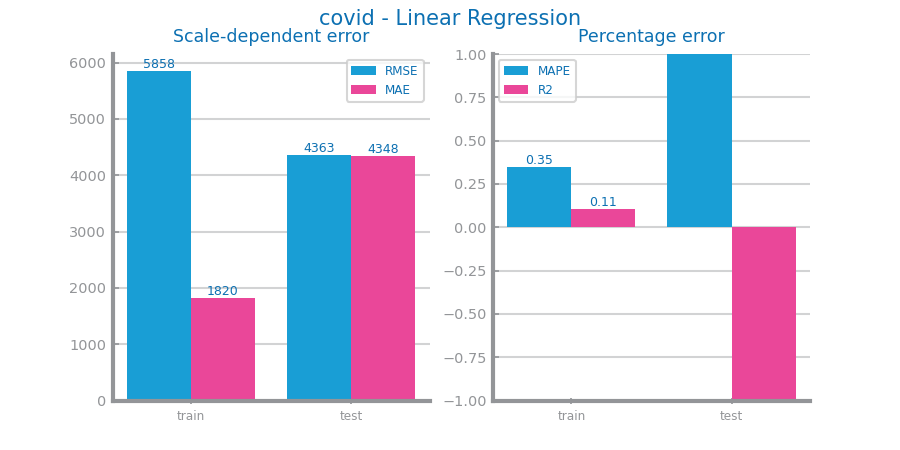 covid - Linear Regression
Scale-dependent error
6000
5000
4000
3000
2000
1000
0
5858
1820
4363
4348
RMSE
MAE
train
test
Percentage error
1.00
0.75
0.50
0.25
0.00
−0.25
−0.50
−0.75
−1.00
MAPE
R2
0.35
0.11
train
test